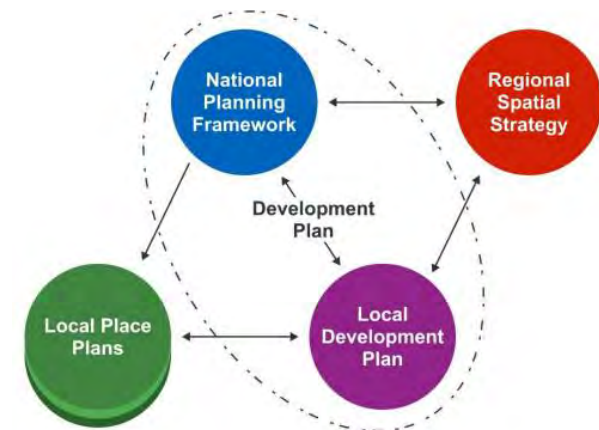 National
Planning
Framework
Regional
Spatial
Strategy
Development
Plan
Local Place
Plans
Local
Development
Plan